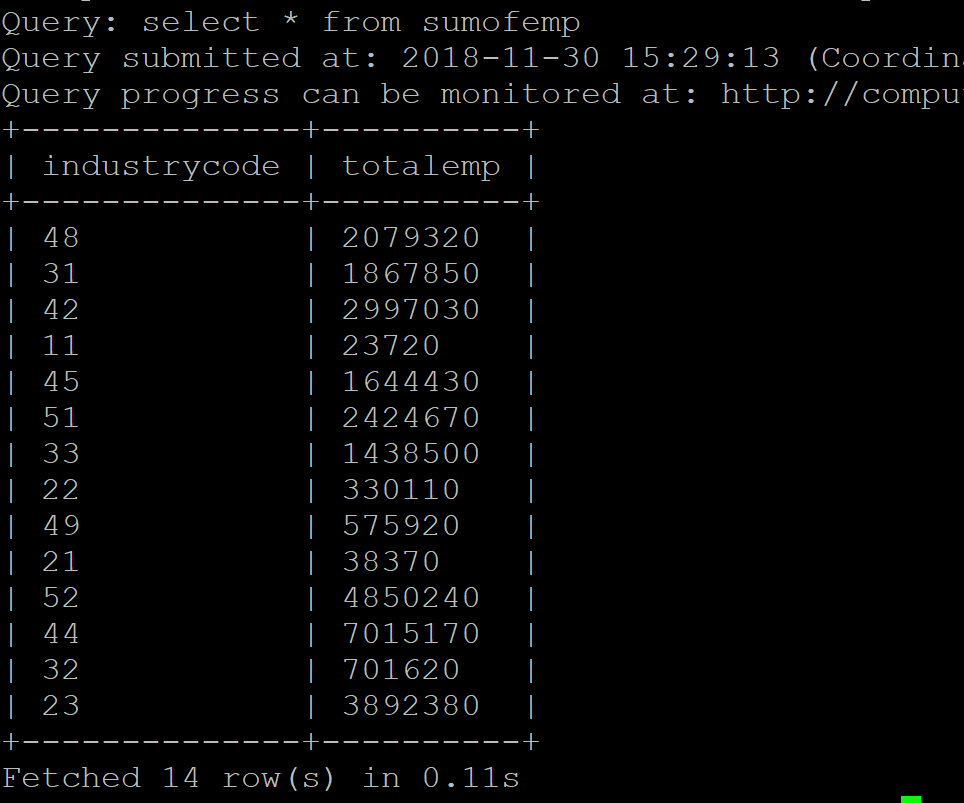 Query: select * from sumofemp
Query submitted at: 2018-11-30 15:29:13 (Coordina
Query progress can be monitored at: http://comput
+--------------+----------+
| industrycode | totalemp |
+--------------+----------+
| 48           | 2079320  |
| 31           | 1867850  |
| 42           | 2997030  |
| 11           | 23720    |
| 45           | 1644430  |
| 51           | 2424670  |
| 33           | 1438500  |
| 22           | 330110   |
| 49           | 575920   |
| 21           | 38370    |
| 52           | 4850240  |
| 44           | 7015170  |
| 32           | 701620   |
| 23           | 3892380  |
+--------------+----------+
Fetched 14 row(s) in 0.11s